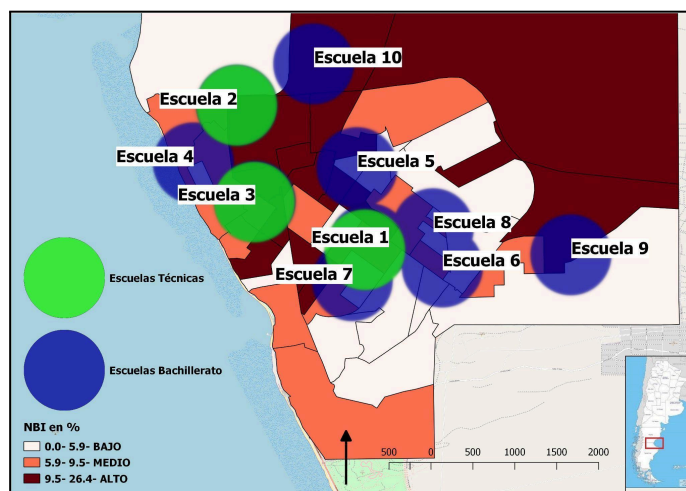 Escuela 10
Escuela 2
Escuela 4
Escuela 5
Escuela 3
Escuela 8
Escuela 1
Escuela 9
Escuela 6
Escuela 7
Escuelas Técnicas
Escuelas Bachillerato
NBI en %
0.0- 5.9- BAJO
5.9- 9.5- MEDIO
9.5- 26.4- ALTO
500 0 500 1000 1500 2000